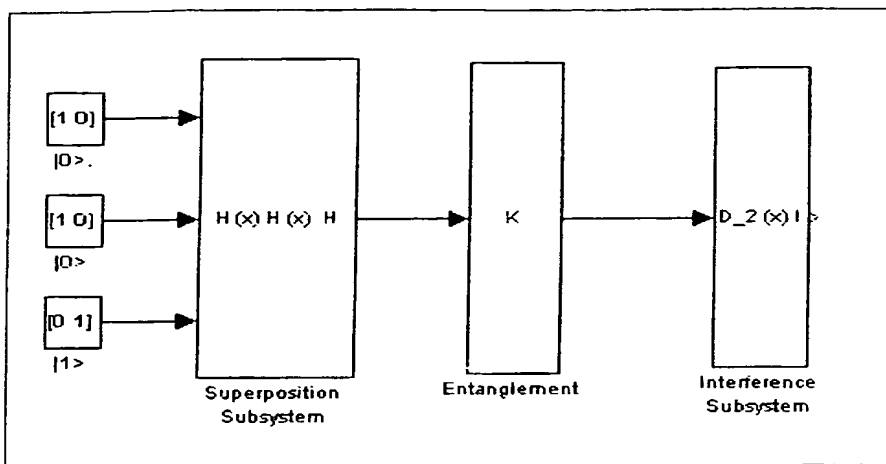 [1 0]
|0>.
[1 0]
|0>
[0 1]
|1>
H (x) H (x) H
Superposition
Subsystem
K
Entanglement
D_2 (x) I >
Interference
Subsystem